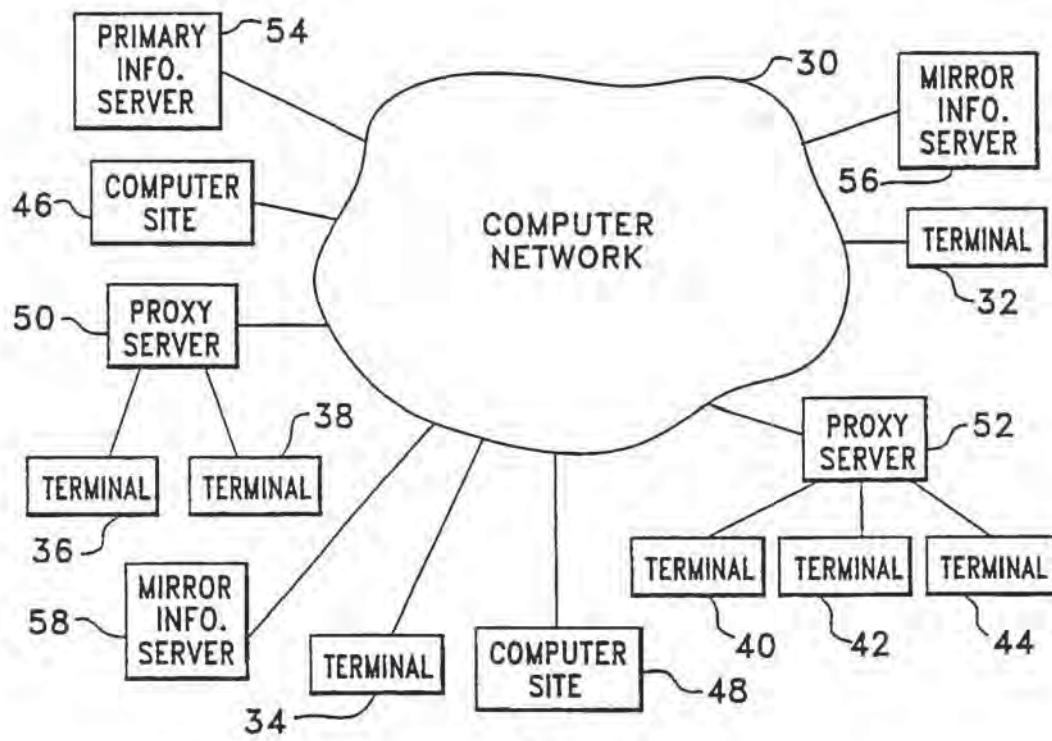 PRIMARY
INFO.
SERVER
54
30
MIRROR
INFO.
SERVER
56
46
COMPUTER
SITE
COMPUTER
NETWORK
TERMINAL
32
50
PROXY
SERVER
38
TERMINAL
36
TERMINAL
PROXY
SERVER
52
TERMINAL
40
TERMINAL
42
TERMINAL
44
58
MIRROR
INFO.
SERVER
TERMINAL
34
COMPUTER
SITE
48